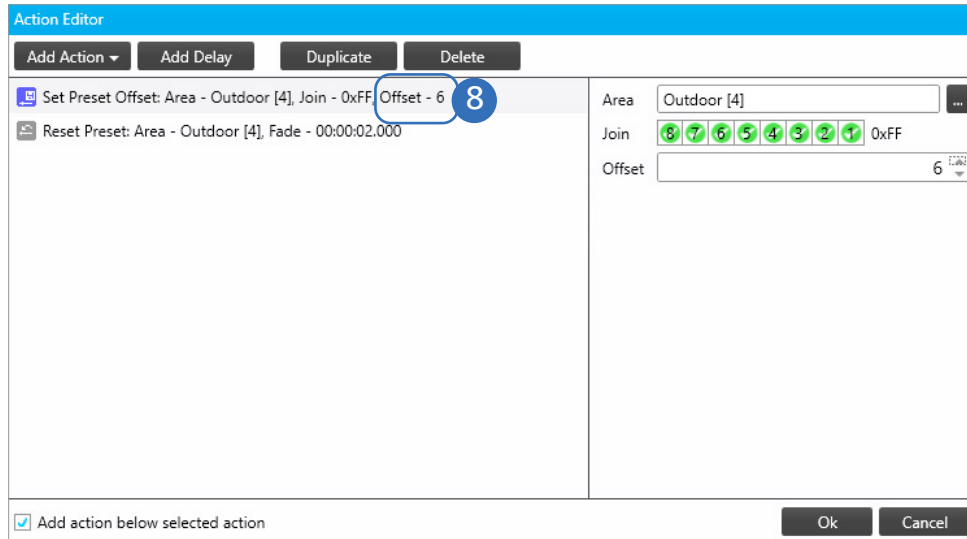 Action Editor
Add Action Add Delay Duplicate Delete
Set Preset Offset: Area - Outdoor [4], Join - 0xFF, Offset - 6 8
Reset Preset: Area - Outdoor [4], Fade - 00:00:02.000
Area Outdoor [4] ...
Join 8 7 6 5 4 3 2 1 0xFF
Offset 6
Add action below selected action
Ok Cancel